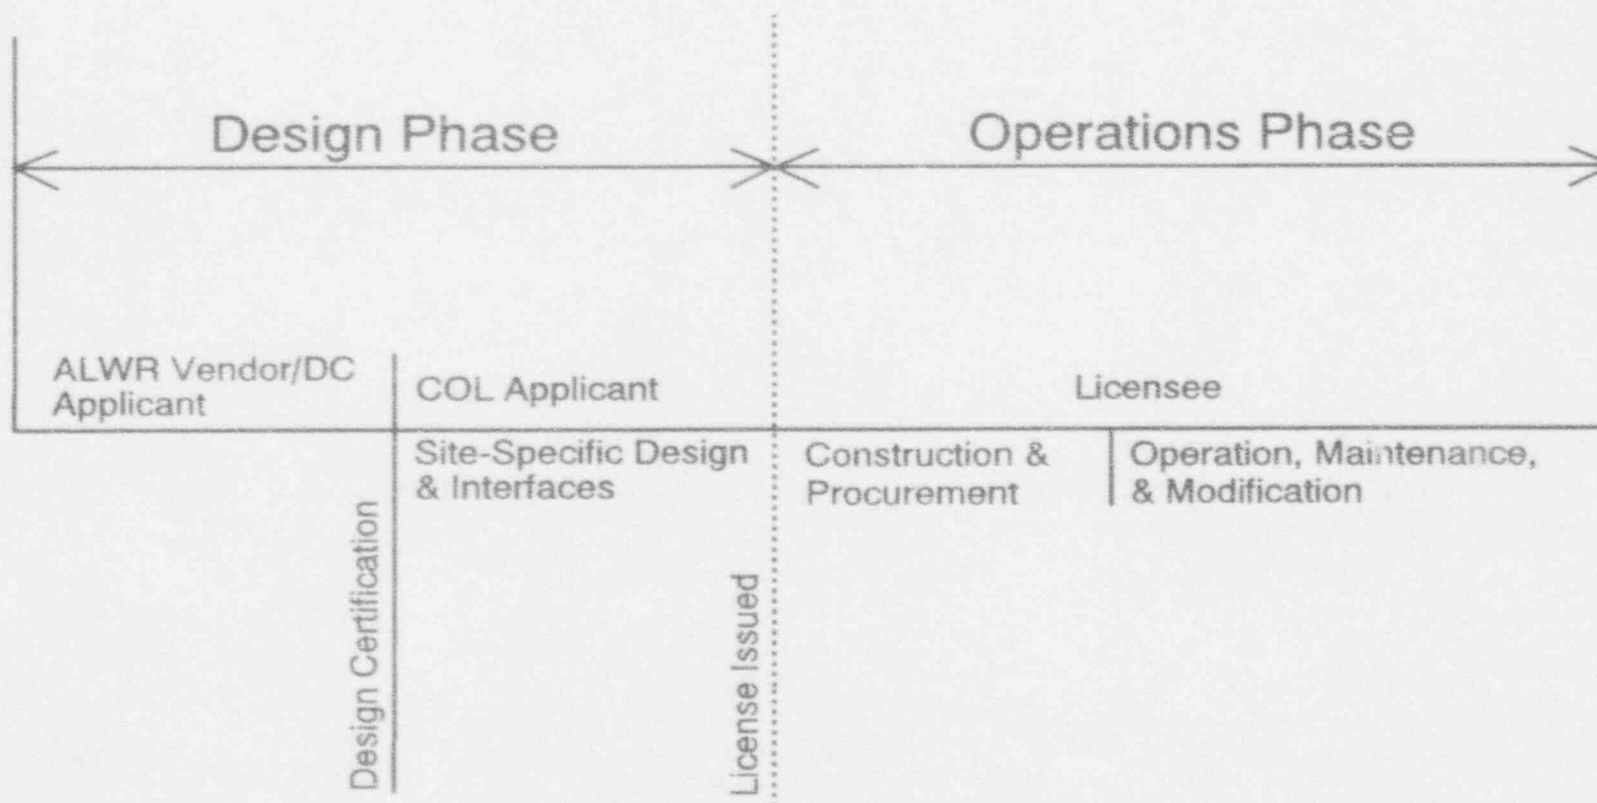 Design Phase
Operations Phase
ALWR Vendor/DC
Applicant
COL Applicant
Licensee
Site-Specific Design
& Interfaces
Construction &
Procurement
Operation, Maintenance,
& Modification
Design Certification
License Issued